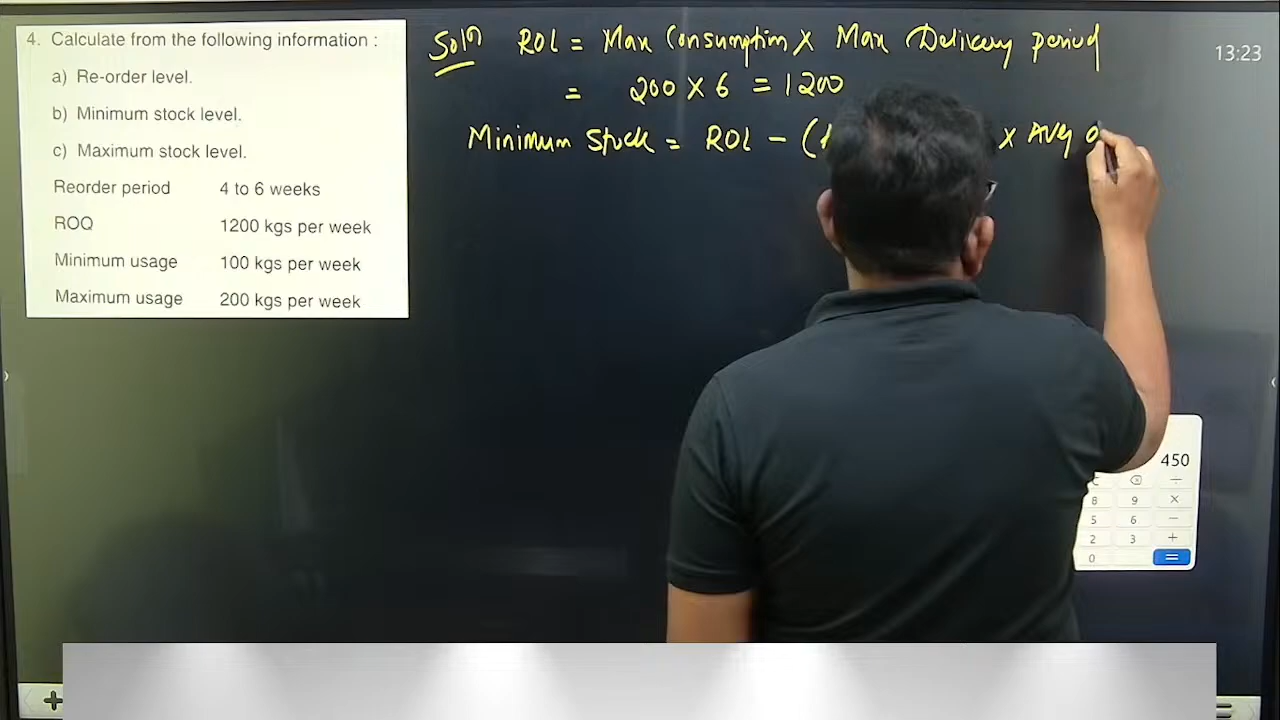 4. Calculate from the following information :
a) Re-order level.
b) Minimum stock level.
c) Maximum stock level.
Reorder period 4 to 6 weeks
ROQ 1200 kgs per week
Minimum usage 100 kgs per week
Maximum usage 200 kgs per week
Soln ROL = Max Consumption X Max Delivery period
= 200 X 6 = 1200
Minimum Stock = ROL - ( X Avg
13:23
450
8 9 ×
5 6 −
2 3 +
0 =